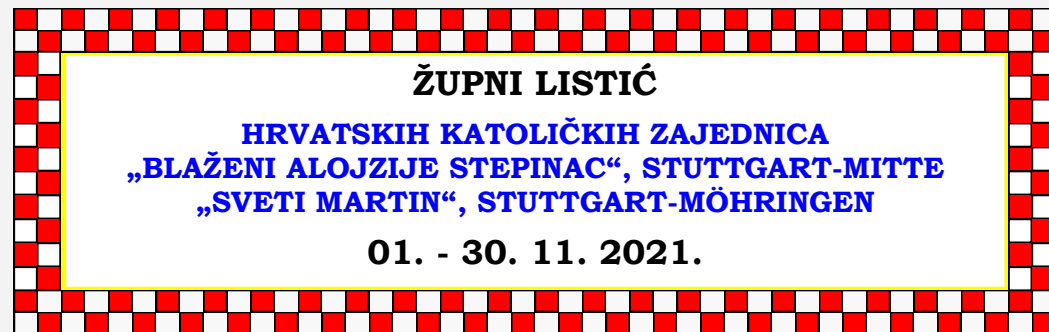 ŽUPNI LISTIĆ
HRVATSKIH KATOLIČKIH ZAJEDNICA
„BLAŽENI ALOJZIJE STEPINAC“, STUTTGART-MITTE
„SVETI MARTIN“, STUTTGART-MÖHRINGEN
01. - 30. 11. 2021.